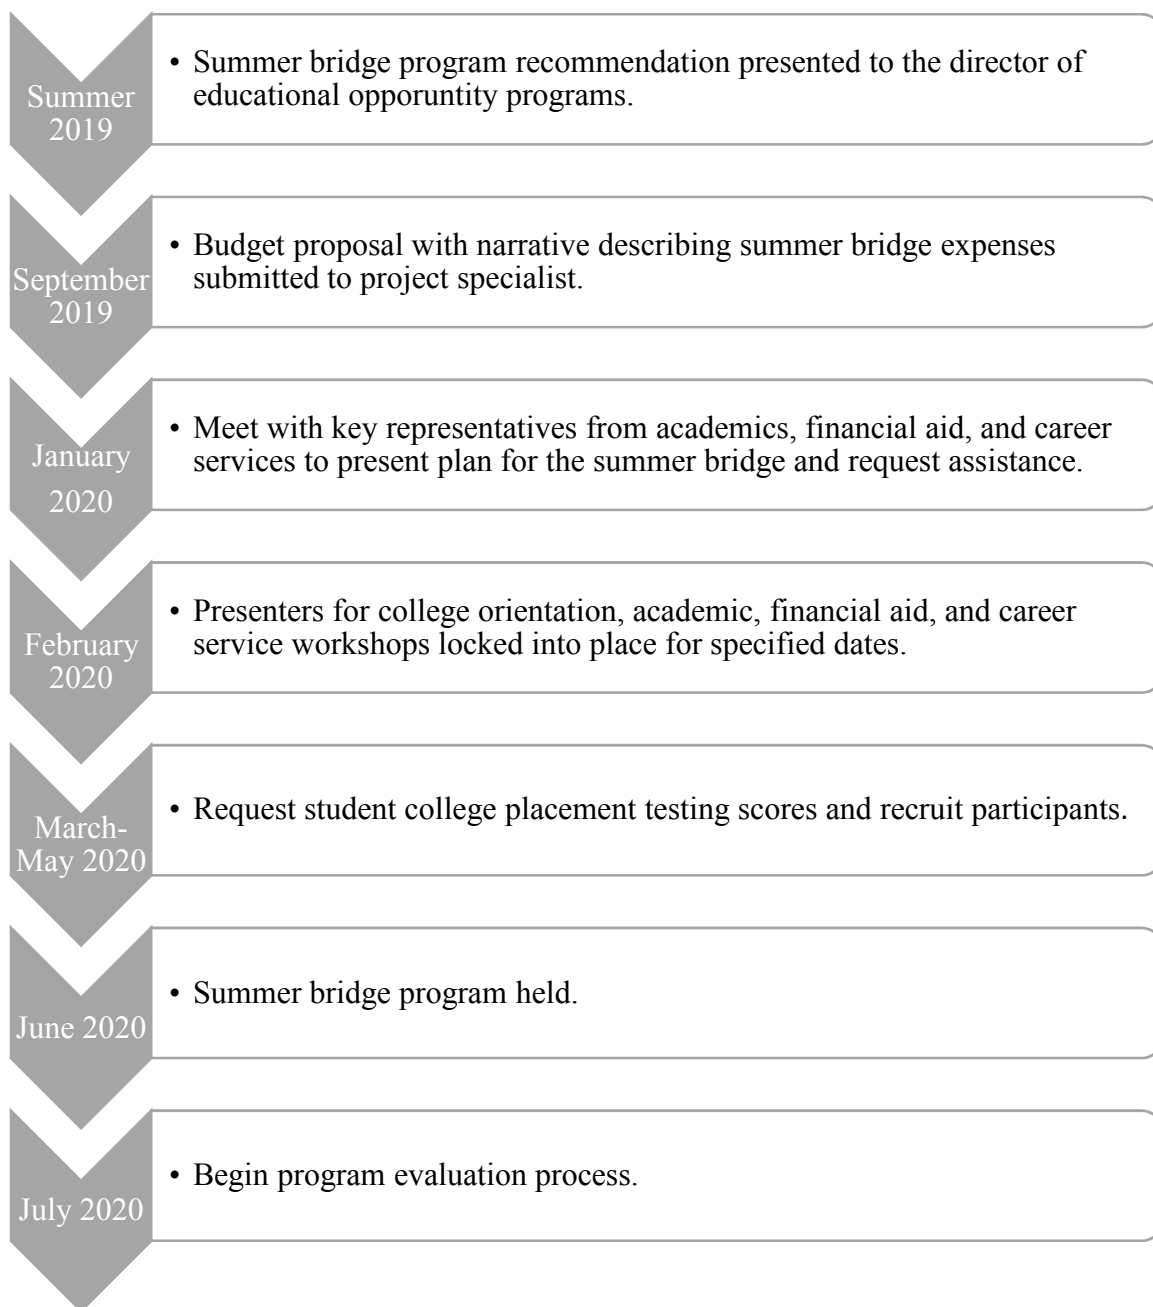 Summer
2019
• Summer bridge program recommendation presented to the director of
educational opporuntity programs.
September
2019
• Budget proposal with narrative describing summer bridge expenses
submitted to project specialist.
January
2020
• Meet with key representatives from academics, financial aid, and career
services to present plan for the summer bridge and request assistance.
February
2020
• Presenters for college orientation, academic, financial aid, and career
service workshops locked into place for specified dates.
March-
May 2020
• Request student college placement testing scores and recruit participants.
June 2020
• Summer bridge program held.
July 2020
• Begin program evaluation process.